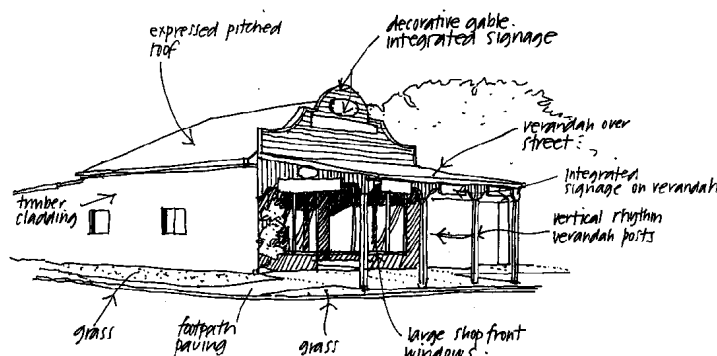 expressed pitched
roof
decorative gable.
integrated signage
verandah over
street:
integrated
signage on verandah
vertical rhythm
verandah posts
timber
cladding
grass
footpath
paving
grass
large shop front
windows.